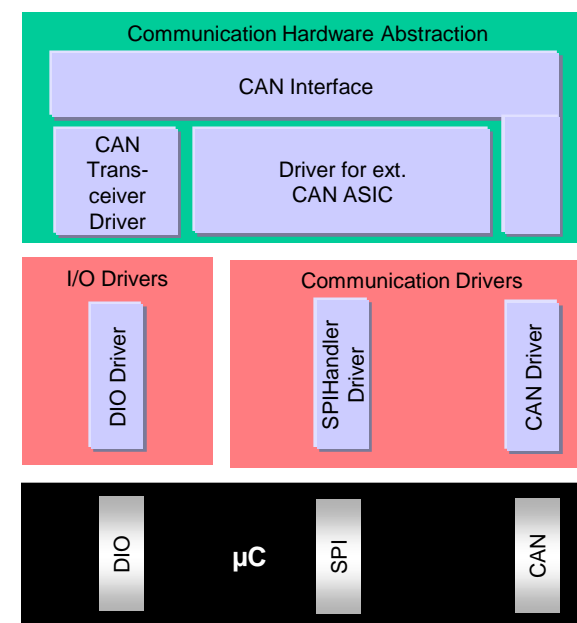 Communication Hardware Abstraction
CAN Interface
CAN
Trans-
ceiver
Driver
Driver for ext.
CAN ASIC
I/O Drivers
Communication Drivers
DIO Driver
SPIHandler
Driver
CAN Driver
DIO
µC
SPI
CAN